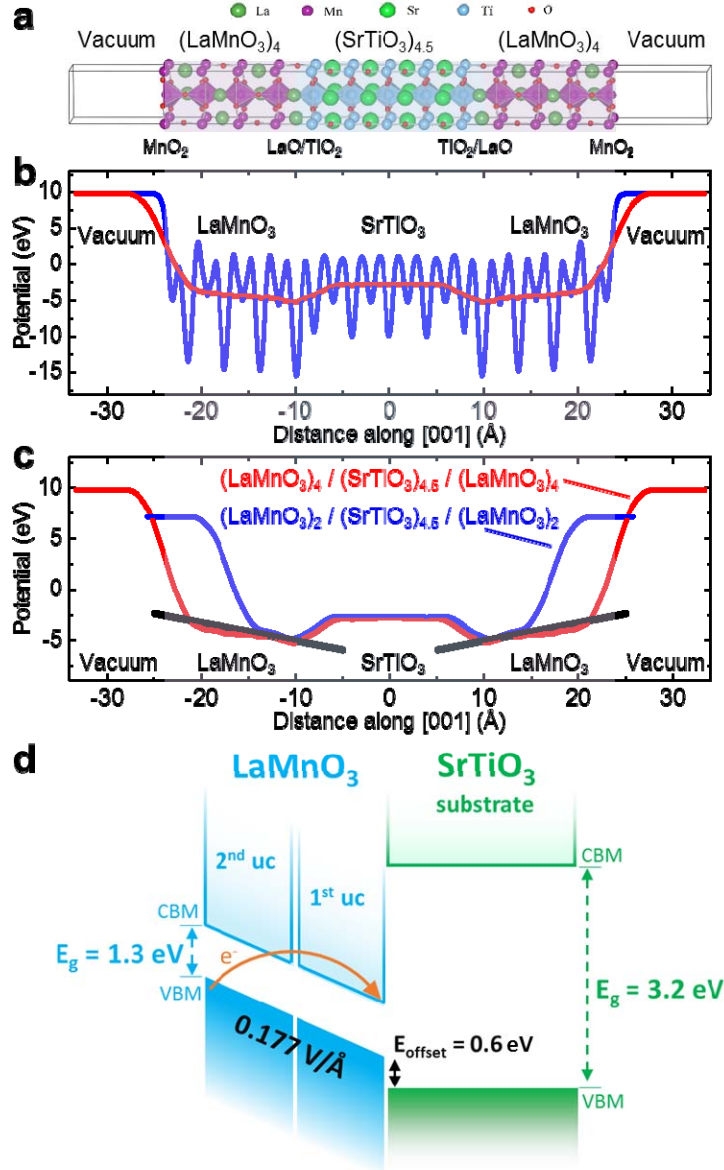 a
La Mn Sr Ti O
Vacuum (LaMnO₃)₄ (SrTiO₃)₄.₅ (LaMnO₃)₄ Vacuum
MnO₂ LaO/TiO₂ TiO₂/LaO MnO₂
b
10
5
0
-5
-10
-15
Potential (eV)
Vacuum LaMnO₃ SrTiO₃ LaMnO₃ Vacuum
-30 -20 -10 0 10 20 30
Distance along [001] (Å)
c
10
5
0
-5
Potential (eV)
(LaMnO₃)₄ / (SrTiO₃)₄.₅ / (LaMnO₃)₄
(LaMnO₃)₂ / (SrTiO₃)₄.₅ / (LaMnO₃)₂
Vacuum LaMnO₃ SrTiO₃ LaMnO₃ Vacuum
-30 -20 -10 0 10 20 30
Distance along [001] (Å)
d
LaMnO₃ SrTiO₃
substrate
2ⁿᵈ uc
1ˢᵗ uc
CBM
CBM
E_g = 1.3 eV
e⁻
VBM
E_g = 3.2 eV
0.177 V/Å
E_offset = 0.6 eV
VBM